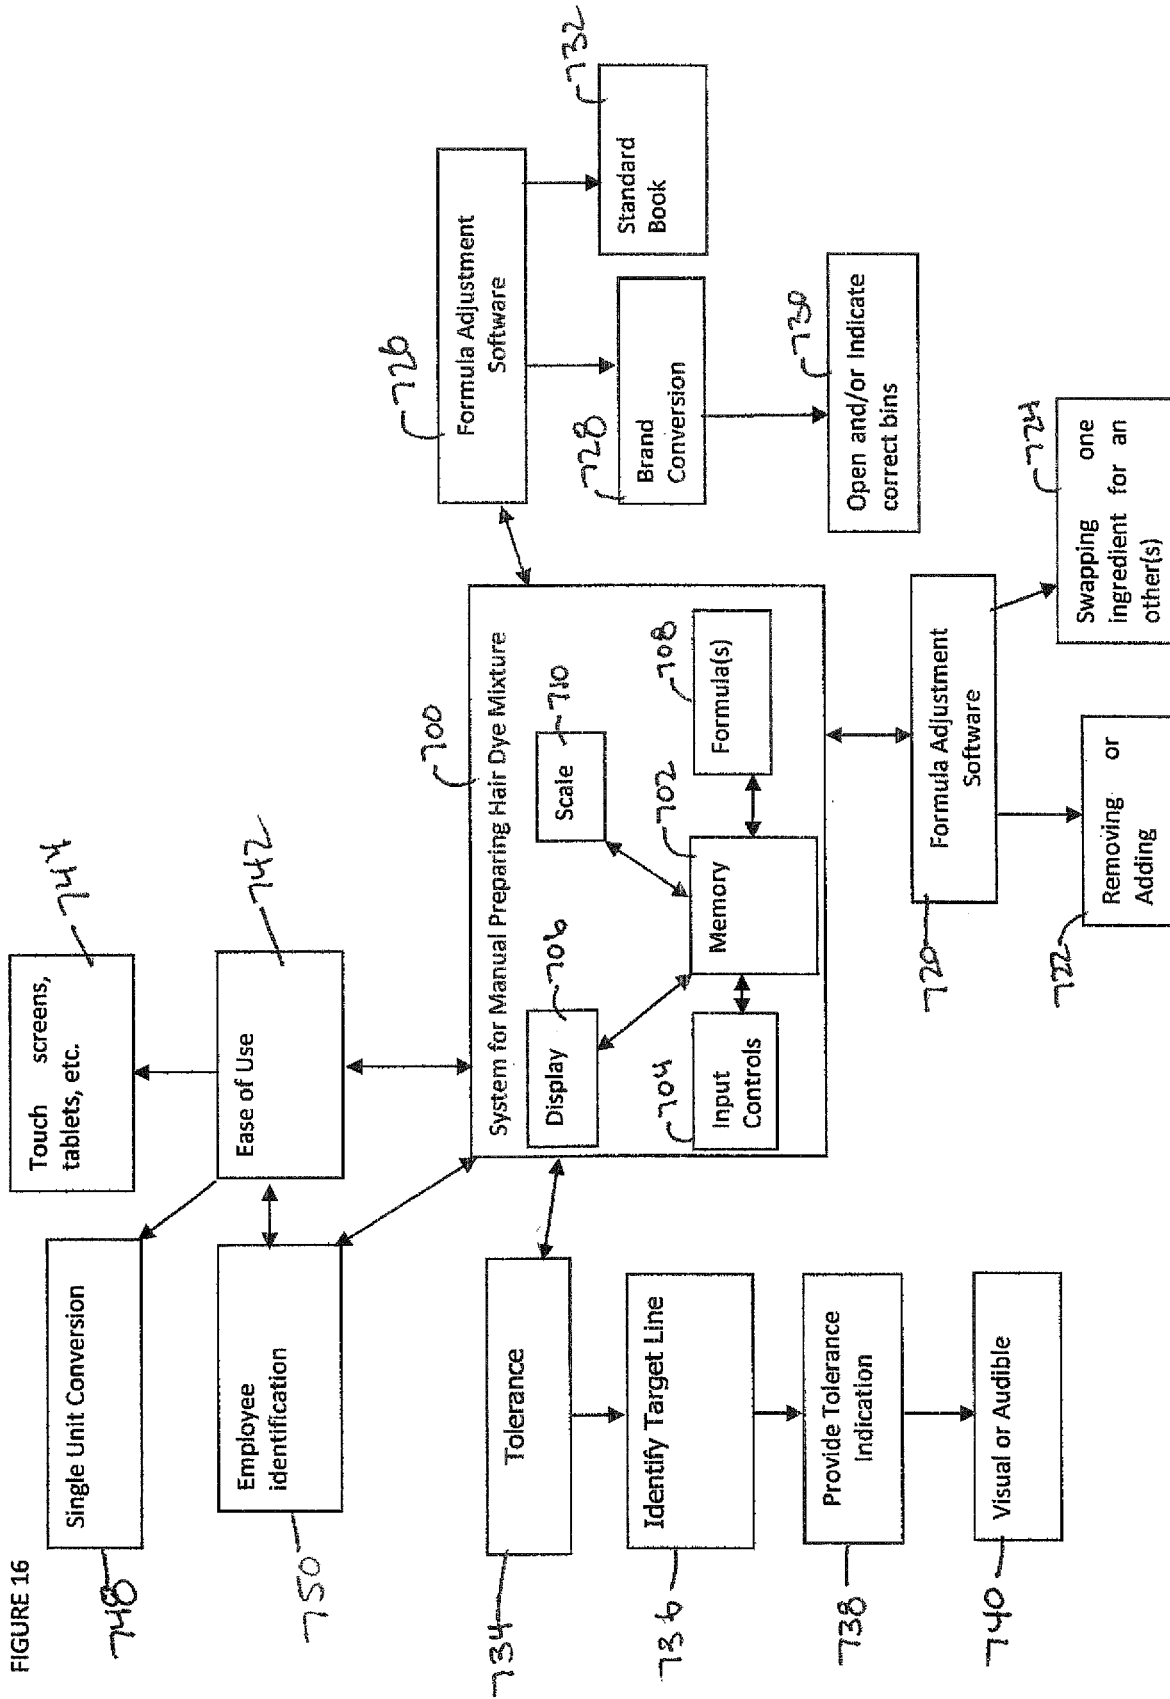 FIGURE 16
748
Single Unit Conversion
Touch screens,
tablets, etc.
744
750
Employee
identification
Ease of Use
742
734
Tolerance
736
Identify Target Line
738
Provide Tolerance
Indication
740
Visual or Audible
700
System for Manual Preparing Hair Dye Mixture
Display
706
Scale
710
704
Input
Controls
Memory
702
Formula(s)
708
726
Formula Adjustment
Software
728
Brand
Conversion
Standard
Book
732
Open and/or Indicate
correct bins
730
720
Formula Adjustment
Software
722
Removing or
Adding
Swapping one
ingredient for an
other(s)
724